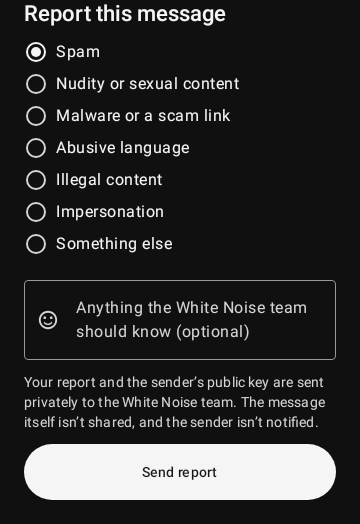 Report this message
Spam
Nudity or sexual content
Malware or a scam link
Abusive language
Illegal content
Impersonation
Something else
Anything the White Noise team
should know (optional)
Your report and the sender’s public key are sent
privately to the White Noise team. The message
itself isn’t shared, and the sender isn’t notified.
Send report